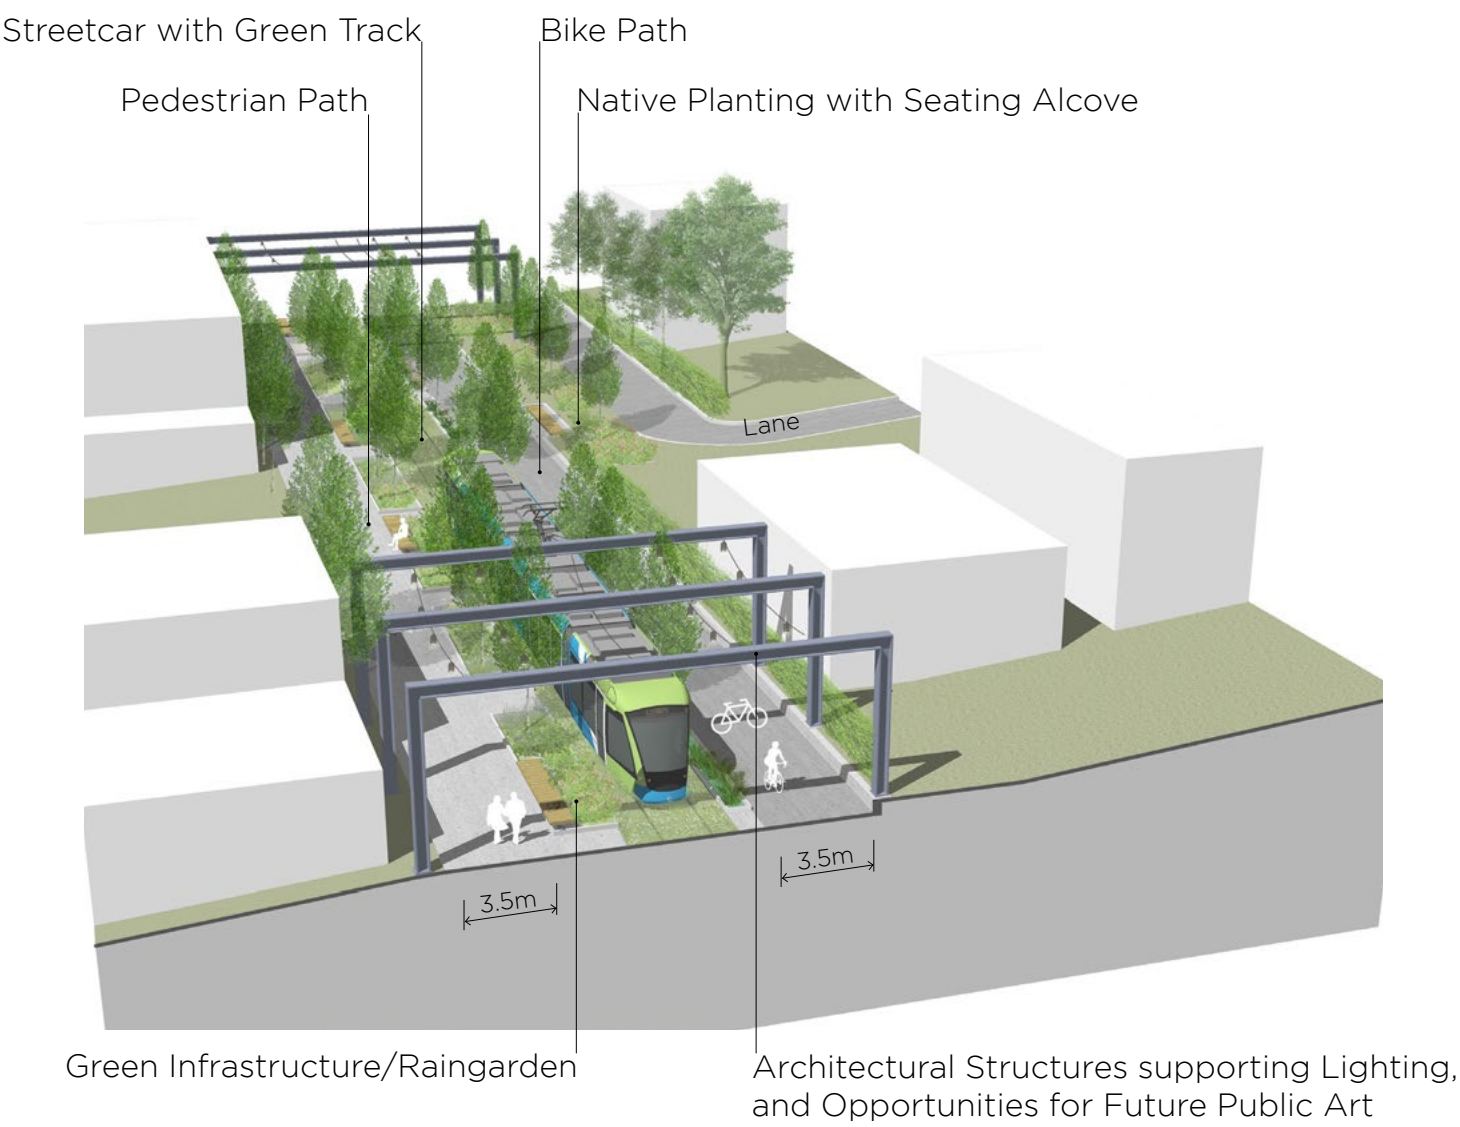 Streetcar with Green Track
Bike Path
Pedestrian Path
Native Planting with Seating Alcove
Lane
3.5m
3.5m
Green Infrastructure/Raingarden
Architectural Structures supporting Lighting,
and Opportunities for Future Public Art